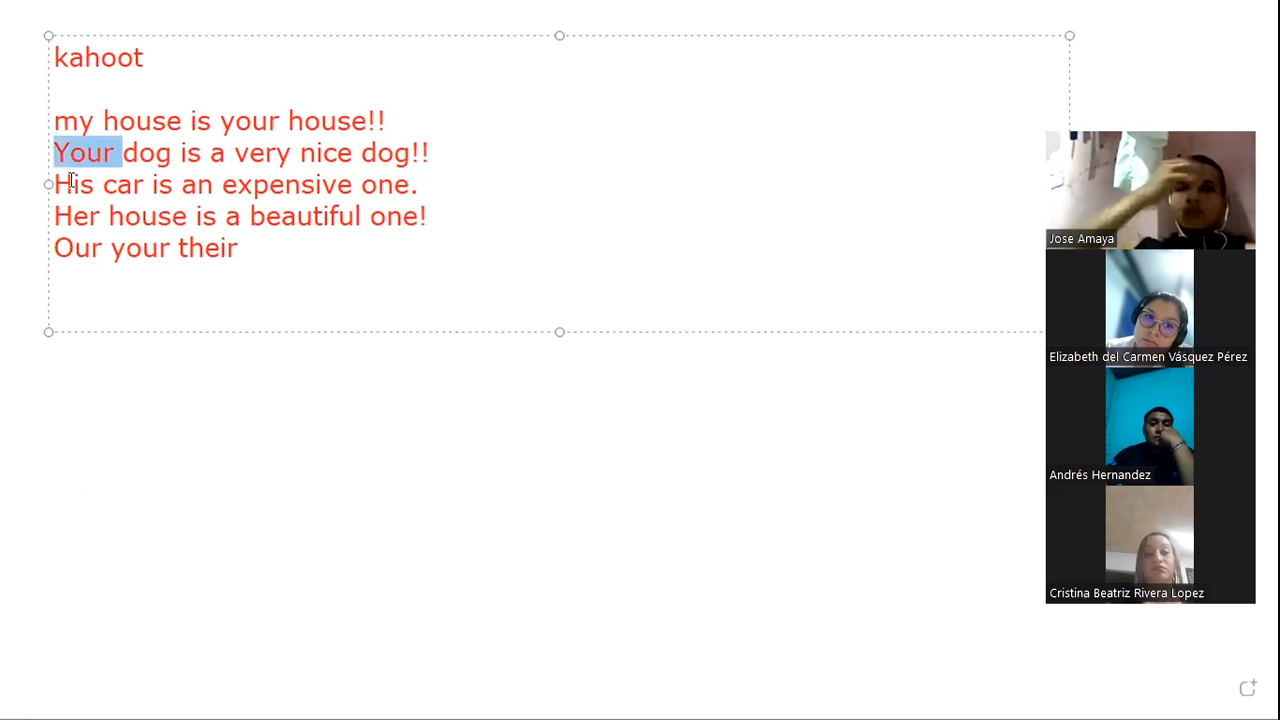 kahoot
my house is your house!!
Your dog is a very nice dog!!
His car is an expensive one.
Her house is a beautiful one!
Our your their
Jose Amaya
Elizabeth del Carmen Vásquez Pérez
Andrés Hernandez
Cristina Beatriz Rivera Lopez